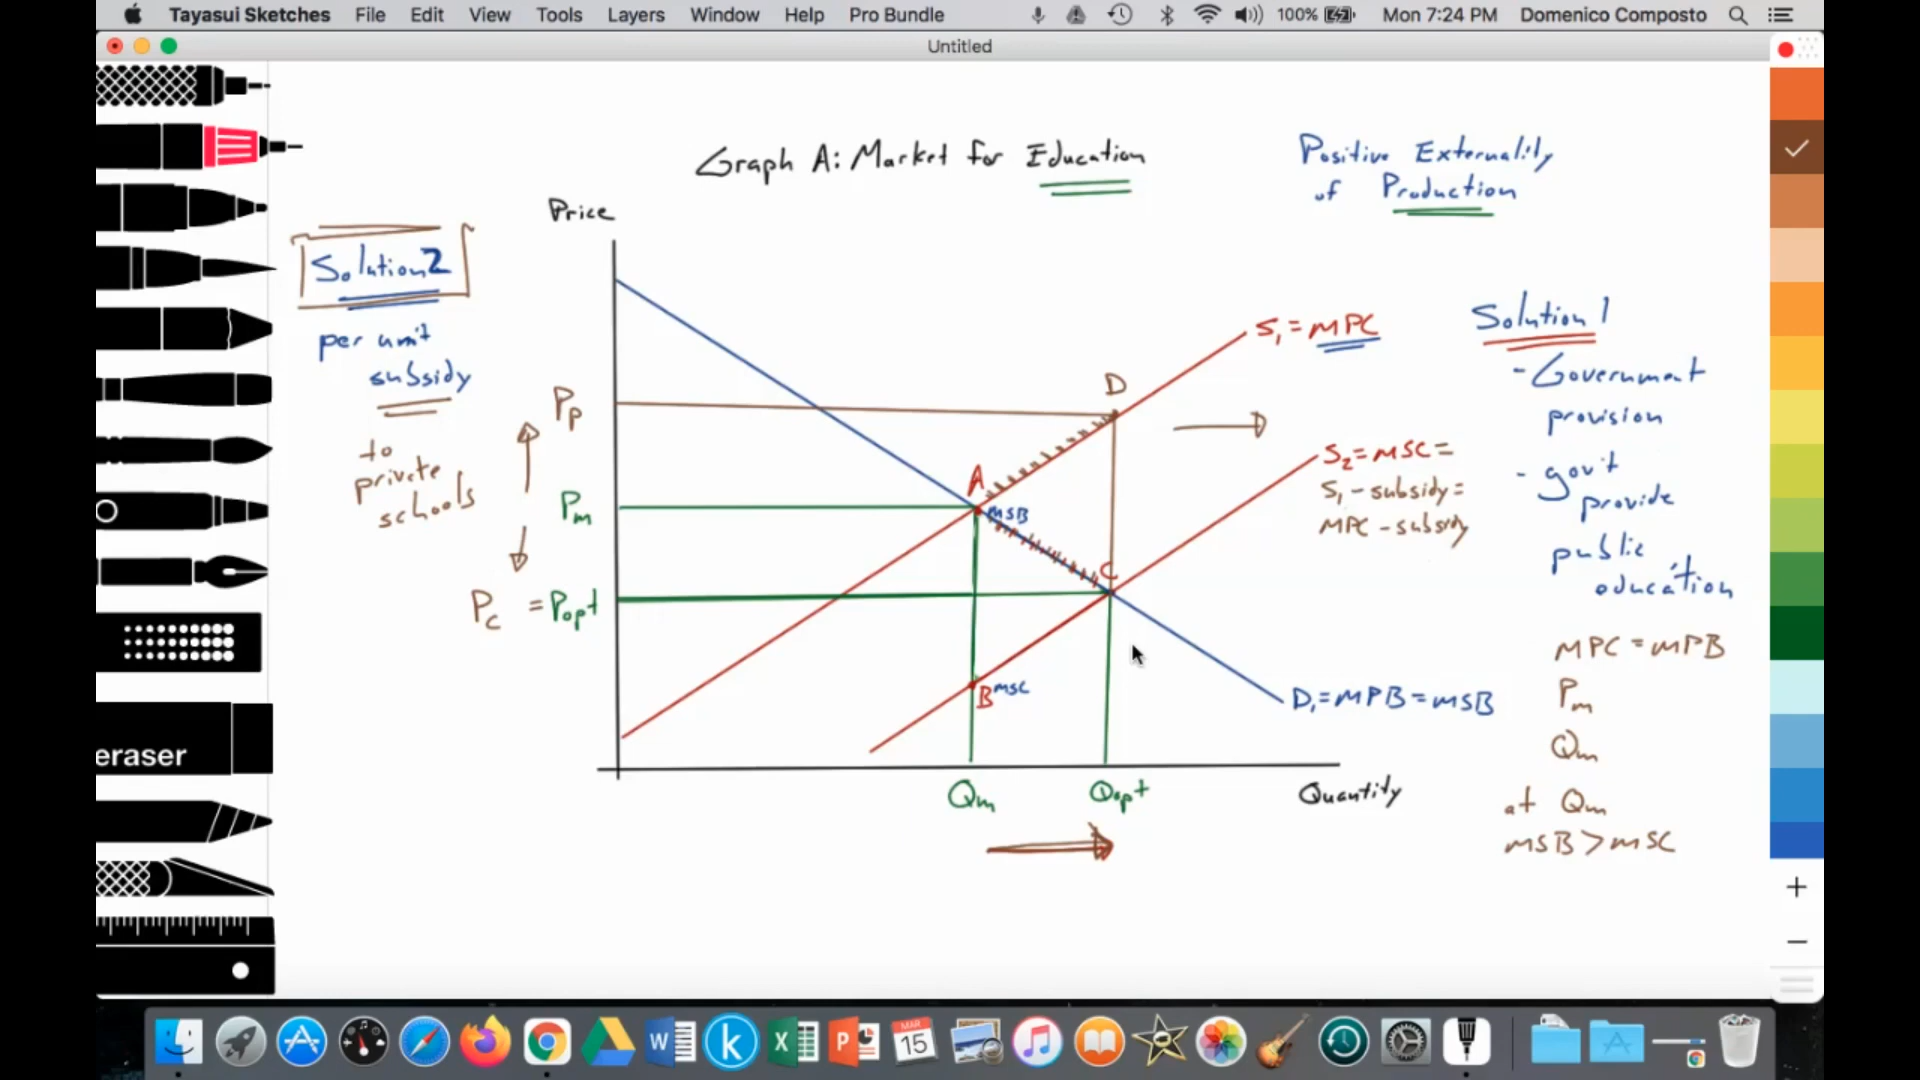 Tayasui Sketches File Edit View Tools Layers Window Help Pro Bundle 100% Mon 7:24 PM Domenico Composto
Untitled
Graph A: Market for Education
Positive Externality
of Production
Price
Solution 2
per unit
subsidy
to
private
schools
Solution 1
- Government
provision
- gov't
provide
public
education
S₁ = MPC
D
Pp
S₂ = MSC =
S₁ - subsidy =
MPC - subsidy
A
Pm
MSB
C
Pc = Popt
B MSC
D₁ = MPB = MSB
MPC = MPB
Pm
Qm
at Qm
MSB > MSC
Qm
Qopt
Quantity
eraser
W
k
X
P
MAR
15